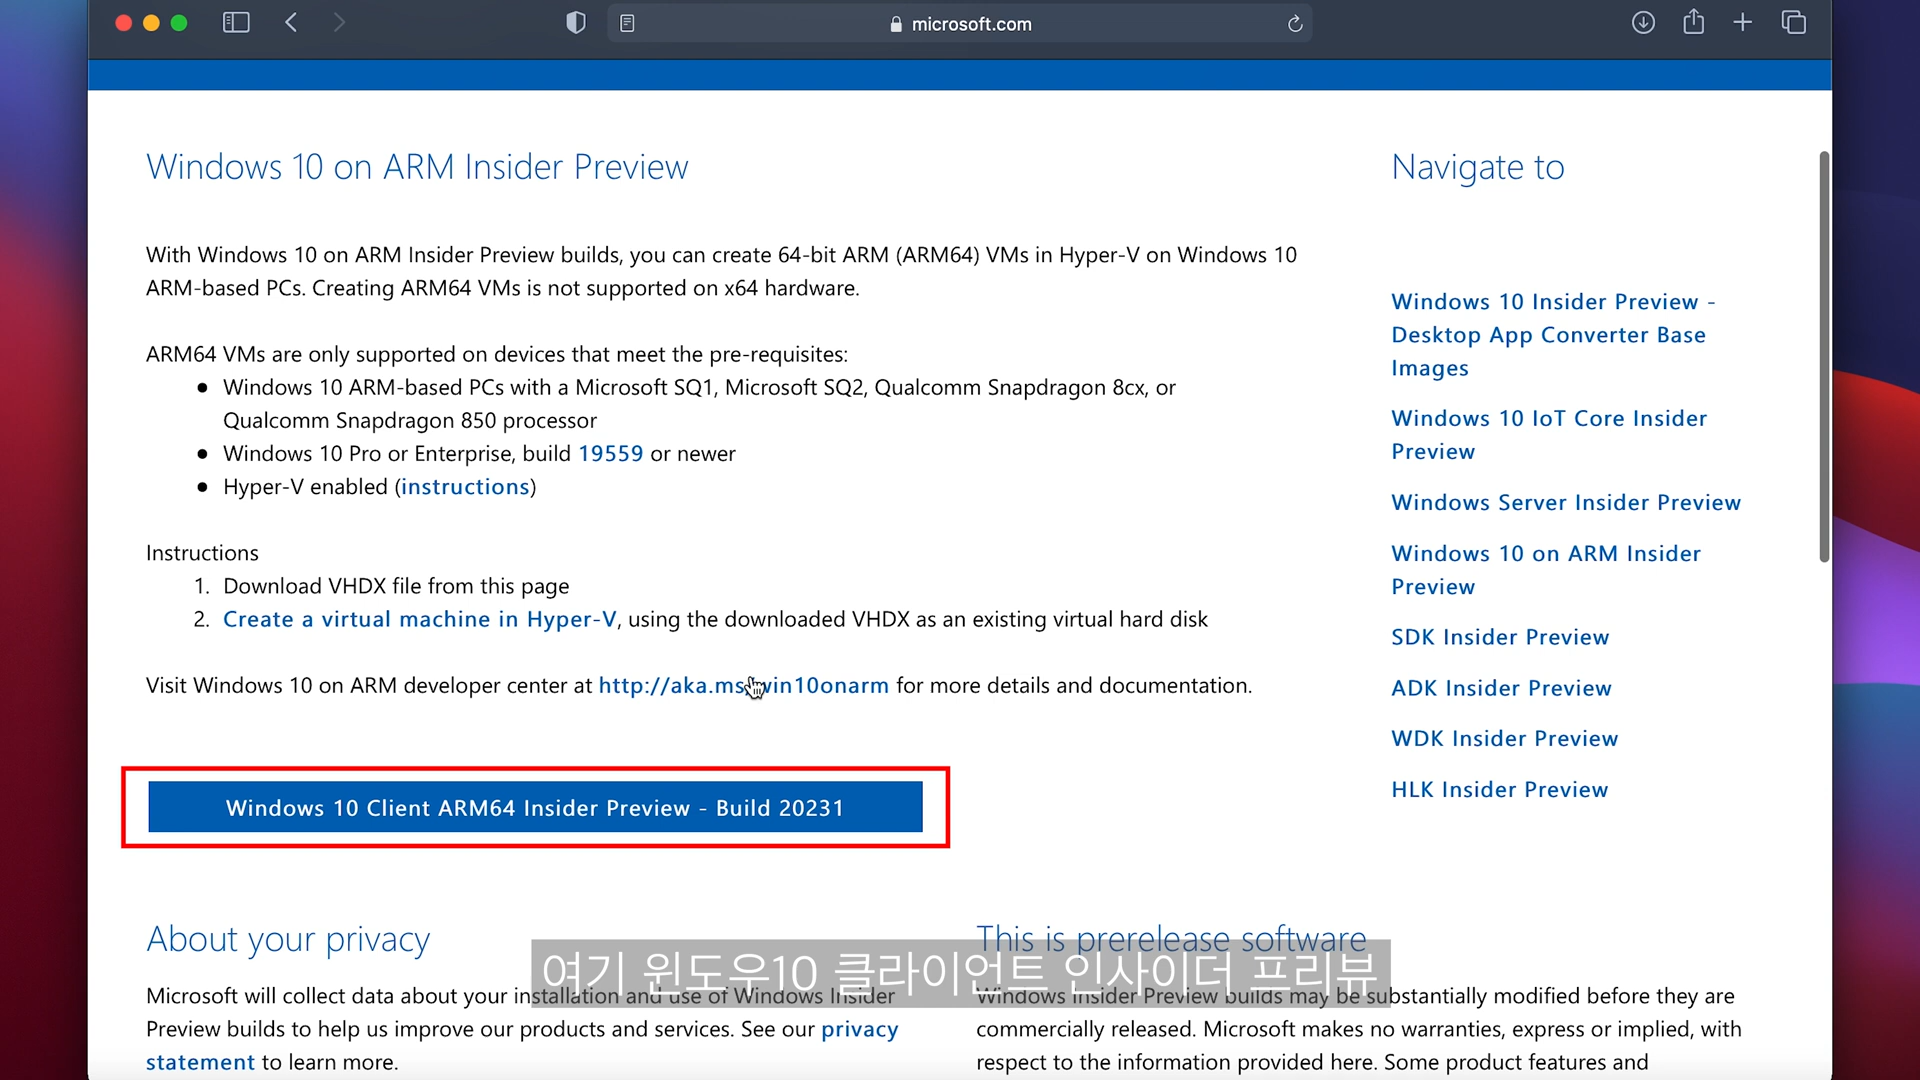 microsoft.com
Windows 10 on ARM Insider Preview
With Windows 10 on ARM Insider Preview builds, you can create 64-bit ARM (ARM64) VMs in Hyper-V on Windows 10
ARM-based PCs. Creating ARM64 VMs is not supported on x64 hardware.
ARM64 VMs are only supported on devices that meet the pre-requisites:
● Windows 10 ARM-based PCs with a Microsoft SQ1, Microsoft SQ2, Qualcomm Snapdragon 8cx, or
Qualcomm Snapdragon 850 processor
● Windows 10 Pro or Enterprise, build 19559 or newer
● Hyper-V enabled (instructions)
Instructions
1. Download VHDX file from this page
2. Create a virtual machine in Hyper-V, using the downloaded VHDX as an existing virtual hard disk
Visit Windows 10 on ARM developer center at http://aka.ms/win10onarm for more details and documentation.
Windows 10 Client ARM64 Insider Preview - Build 20231
Navigate to
Windows 10 Insider Preview -
Desktop App Converter Base
Images
Windows 10 IoT Core Insider
Preview
Windows Server Insider Preview
Windows 10 on ARM Insider
Preview
SDK Insider Preview
ADK Insider Preview
WDK Insider Preview
HLK Insider Preview
About your privacy
Microsoft will collect data about your installation and use of Windows Insider
Preview builds to help us improve our products and services. See our privacy
statement to learn more.
This is prerelease software
Windows Insider Preview builds may be substantially modified before they are
commercially released. Microsoft makes no warranties, express or implied, with
respect to the information provided here. Some product features and
여기 윈도우10 클라이언트 인사이더 프리뷰